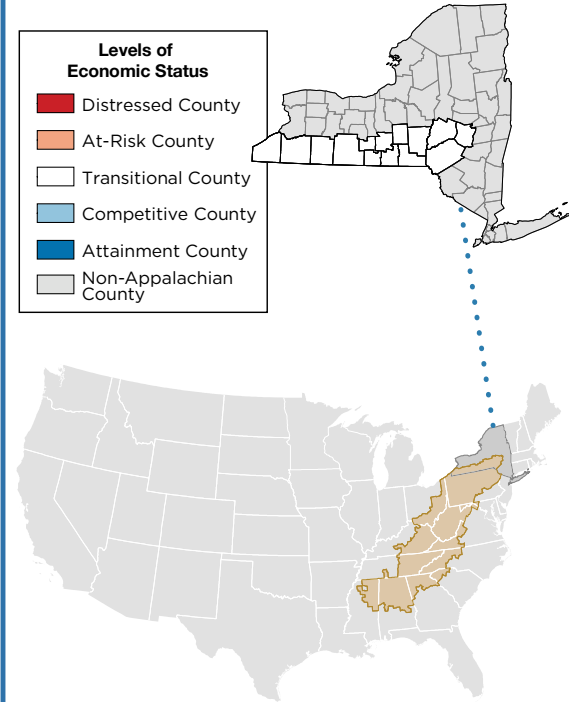 Levels of
Economic Status
Distressed County
At-Risk County
Transitional County
Competitive County
Attainment County
Non-Appalachian
County